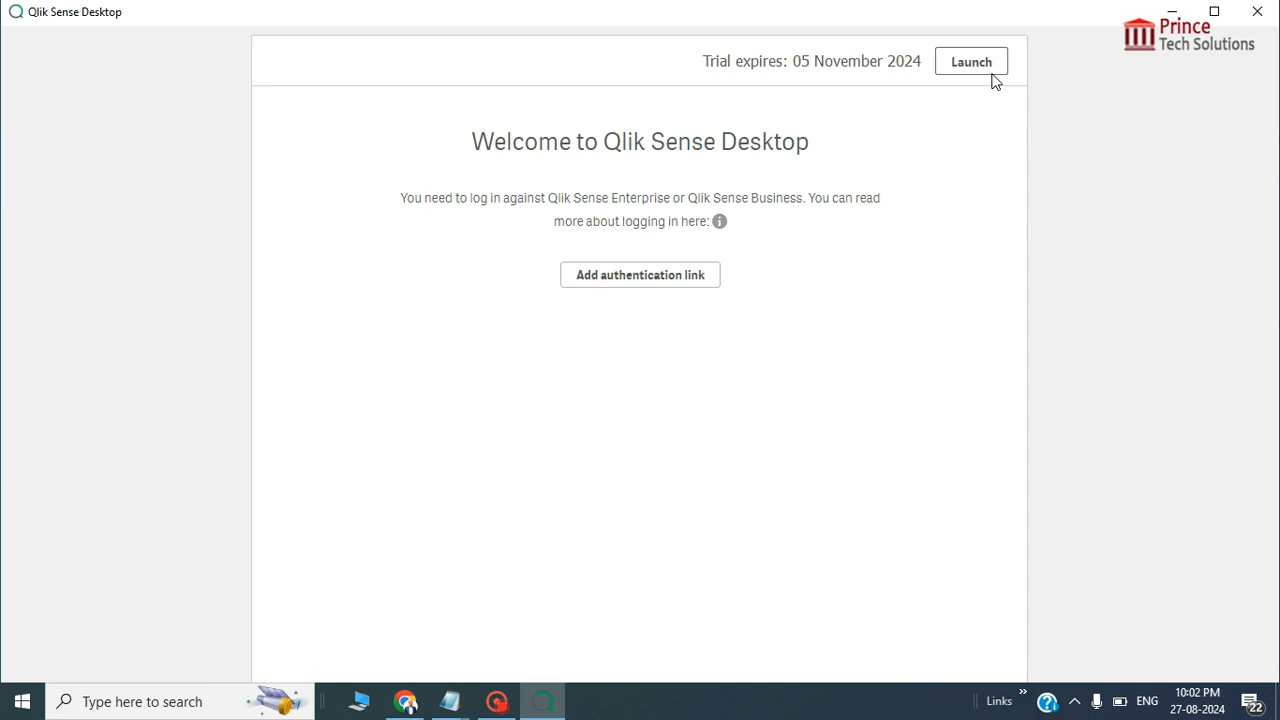 Qlik Sense Desktop
Prince
Tech Solutions
Trial expires: 05 November 2024
Launch
Welcome to Qlik Sense Desktop
You need to log in against Qlik Sense Enterprise or Qlik Sense Business. You can read
more about logging in here:
Add authentication link
Type here to search
Links
ENG
10:02 PM
27-08-2024
22